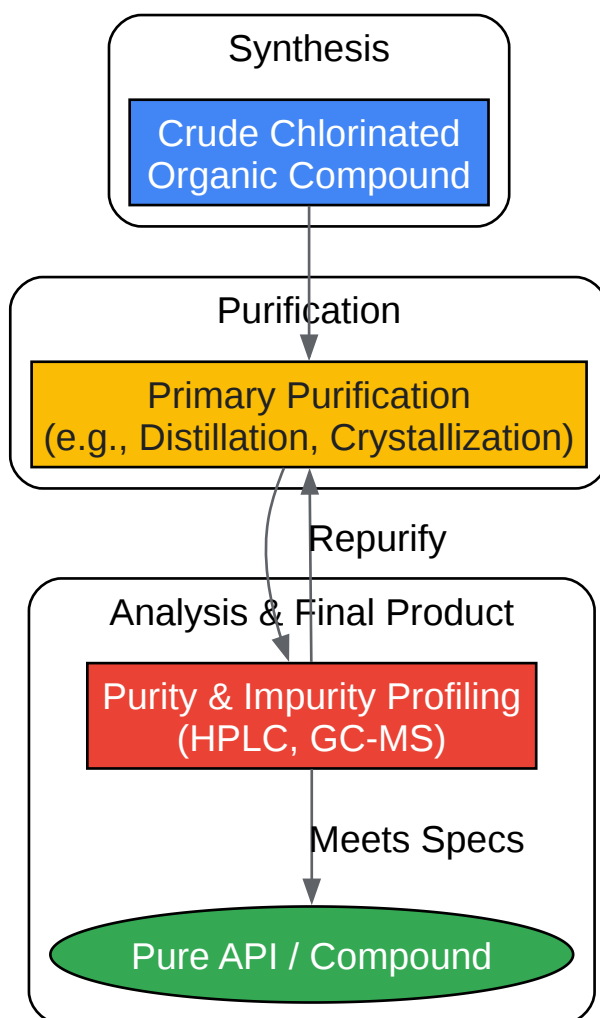 Synthesis
Crude Chlorinated
Organic Compound
Purification
Primary Purification
(e.g., Distillation, Crystallization)
Repurify
Analysis & Final Product
Purity & Impurity Profiling
(HPLC, GC-MS)
Meets Specs
Pure API / Compound